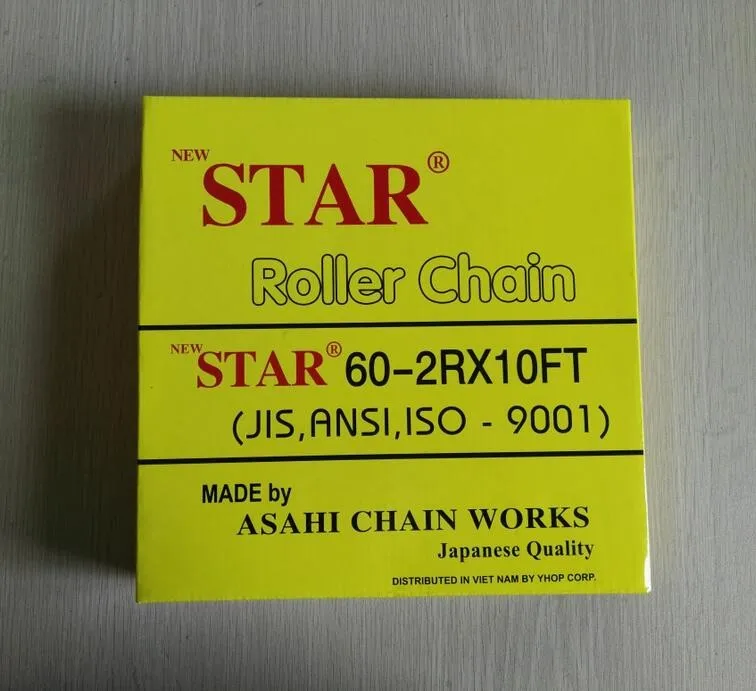 NEW STAR®
Roller Chain
NEW STAR® 60-2RX10FT
(JIS,ANSI,ISO - 9001)
MADE by
ASAHI CHAIN WORKS
Japanese Quality
DISTRIBUTED IN VIET NAM BY YHOP CORP.